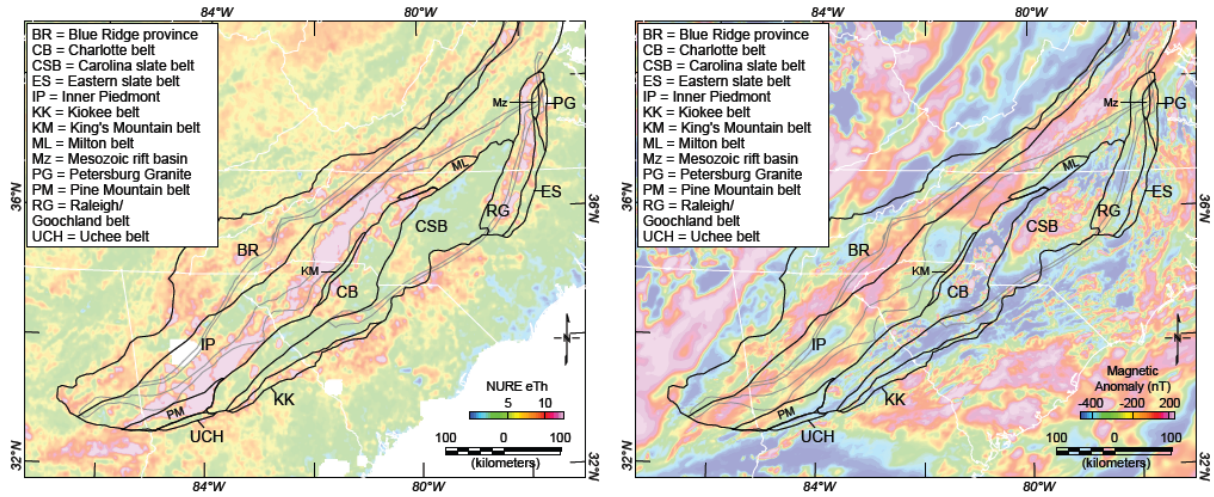 84°W
80°W
BR = Blue Ridge province
CB = Charlotte belt
CSB = Carolina slate belt
ES = Eastern slate belt
IP = Inner Piedmont
KK = Kiokee belt
KM = King's Mountain belt
ML = Milton belt
Mz = Mesozoic rift basin
PG = Petersburg Granite
PM = Pine Mountain belt
RG = Raleigh/
Goochland belt
UCH = Uchee belt
Mz
PG
ML
ES
36°N
36°N
RG
CSB
BR
KM
CB
N
IP
NURE eTh
5
10
KK
PM
UCH
100
0
100
(kilometers)
32°N
32°N
84°W
80°W
84°W
80°W
BR = Blue Ridge province
CB = Charlotte belt
CSB = Carolina slate belt
ES = Eastern slate belt
IP = Inner Piedmont
KK = Kiokee belt
KM = King's Mountain belt
ML = Milton belt
Mz = Mesozoic rift basin
PG = Petersburg Granite
PM = Pine Mountain belt
RG = Raleigh/
Goochland belt
UCH = Uchee belt
Mz
PG
ML
ES
36°N
36°N
RG
CSB
BR
KM
CB
N
IP
Magnetic
Anomaly (nT)
-400
-200
200
KK
PM
UCH
100
0
100
(kilometers)
32°N
32°N
84°W
80°W